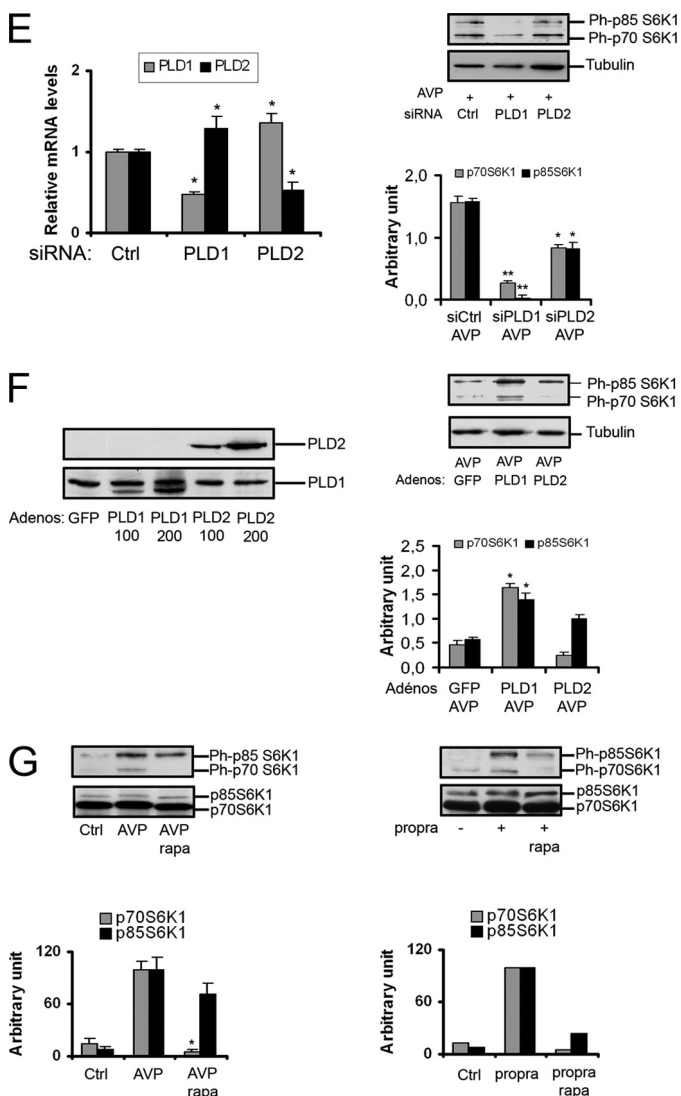 E
PLD1 PLD2
Relative mRNA levels
2
1
0
* * * *
siRNA: Ctrl PLD1 PLD2
Ph-p85 S6K1
Ph-p70 S6K1
Tubulin
AVP + + +
siRNA Ctrl PLD1 PLD2
p70S6K1 p85S6K1
Arbitrary unit
2,0
1,0
0,0
** ** * *
siCtrl siPLD1 siPLD2
AVP AVP AVP
F
PLD2
PLD1
Adenos: GFP PLD1 PLD1 PLD2 PLD2
100 200 100 200
Ph-p85 S6K1
Ph-p70 S6K1
Tubulin
AVP AVP AVP
Adenos: GFP PLD1 PLD2
p70S6K1 p85S6K1
Arbitrary unit
2,5
2,0
1,5
1,0
0,5
0,0
* *
Adénos GFP PLD1 PLD2
AVP AVP AVP
G
Ph-p85 S6K1
Ph-p70 S6K1
p85S6K1
p70S6K1
Ctrl AVP AVP
rapa
p70S6K1
p85S6K1
Arbitrary unit
120
60
0
*
Ctrl AVP AVP
rapa
Ph-p85S6K1
Ph-p70S6K1
p85S6K1
p70S6K1
propra - + +
rapa
p70S6K1
p85S6K1
Arbitrary unit
120
60
0
Ctrl propra propra
rapa